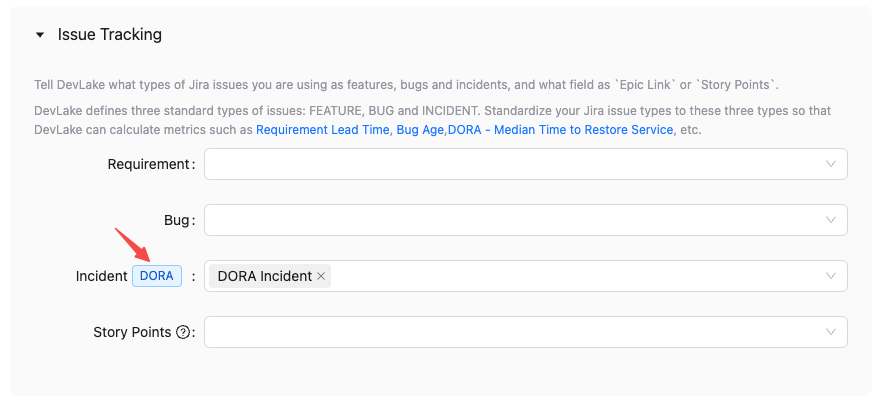 Issue Tracking
Tell DevLake what types of Jira issues you are using as features, bugs and incidents, and what field as `Epic Link` or `Story Points`.
DevLake defines three standard types of issues: FEATURE, BUG and INCIDENT. Standardize your Jira issue types to these three types so that
DevLake can calculate metrics such as Requirement Lead Time, Bug Age,DORA - Median Time to Restore Service, etc.
Requirement:
Bug:
Incident DORA : DORA Incident ×
Story Points ?: